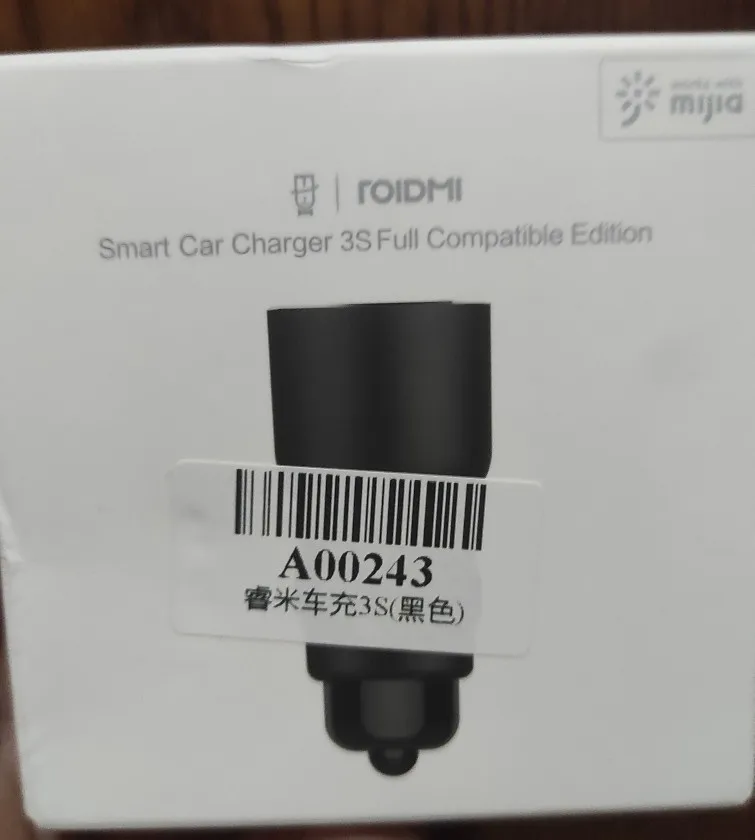 works with
mijia
ROIDMI
Smart Car Charger 3S Full Compatible Edition
A00243
睿米车充3S(黑色)